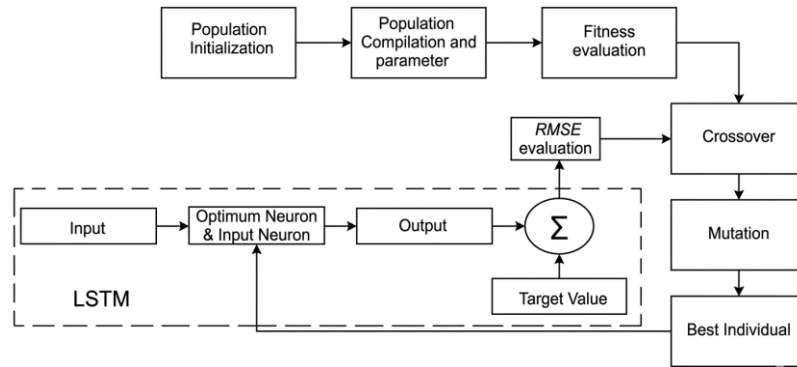 Population
Initialization
Population
Compilation and
parameter
Fitness
evaluation
RMSE
evaluation
Crossover
Input
Optimum Neuron
& Input Neuron
Output
Σ
Mutation
LSTM
Target Value
Best Individual